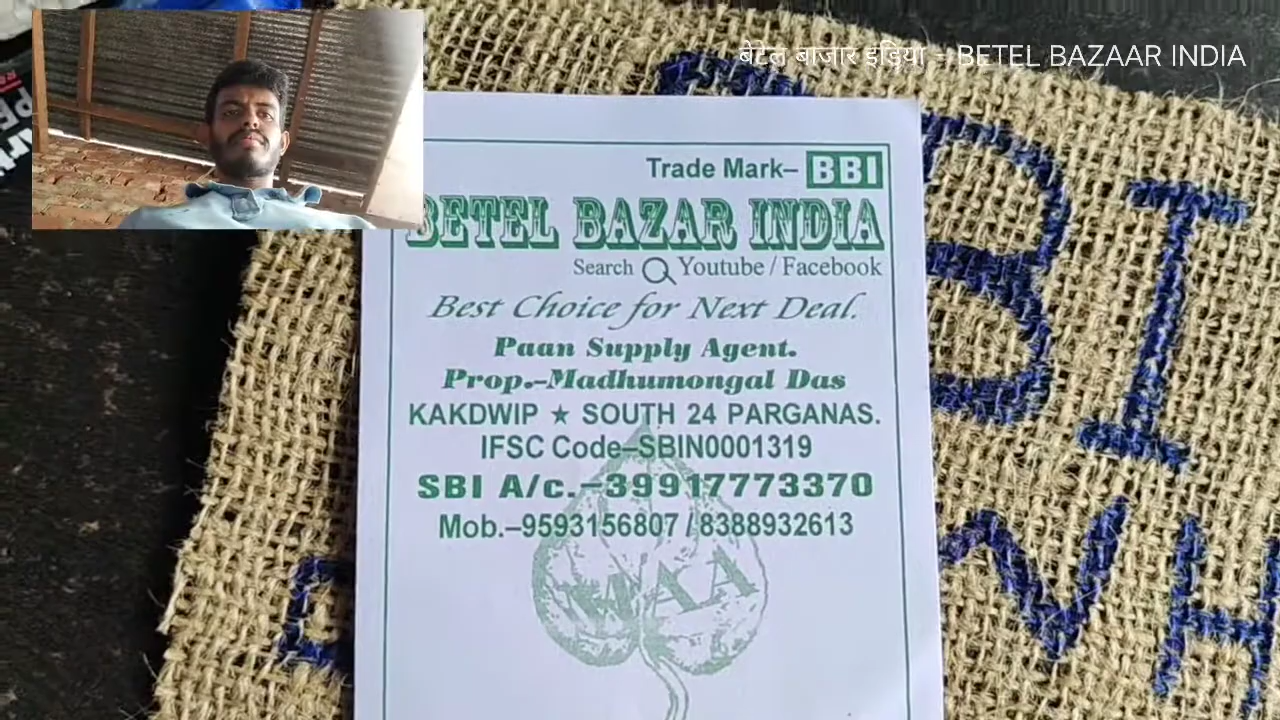 बेटेल बाजार इंडिया - BETEL BAZAAR INDIA
Trade Mark– BBI
BETEL BAZAR INDIA
Search Youtube / Facebook
Best Choice for Next Deal.
Paan Supply Agent.
Prop.–Madhumongal Das
KAKDWIP ★ SOUTH 24 PARGANAS.
IFSC Code–SBIN0001319
SBI A/c.–39917773370
Mob.–9593156807 / 8388932613